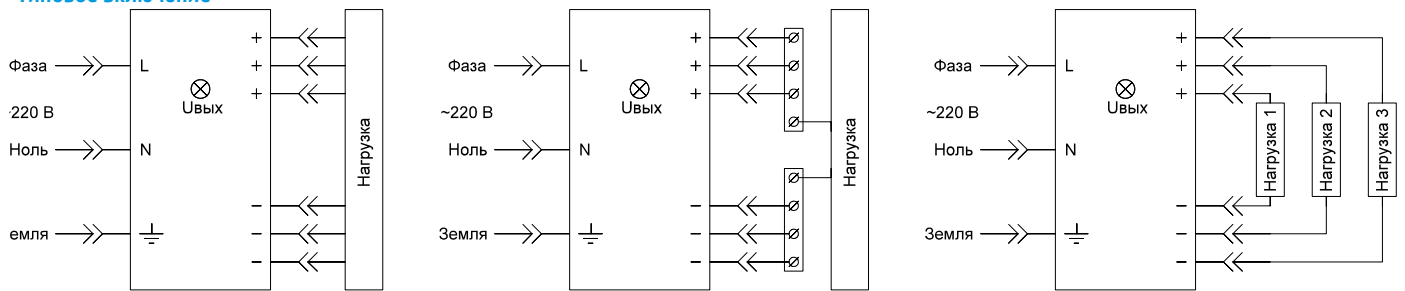 Фаза
L
220 В
Ноль
N
емля
Uвых
+
+
+
−
−
−
Нагрузка
Фаза
L
~220 В
Ноль
N
Земля
Uвых
+
+
+
−
−
−
Нагрузка
Фаза
L
~220 В
Ноль
N
Земля
Uвых
+
+
+
−
−
−
Нагрузка 1
Нагрузка 2
Нагрузка 3